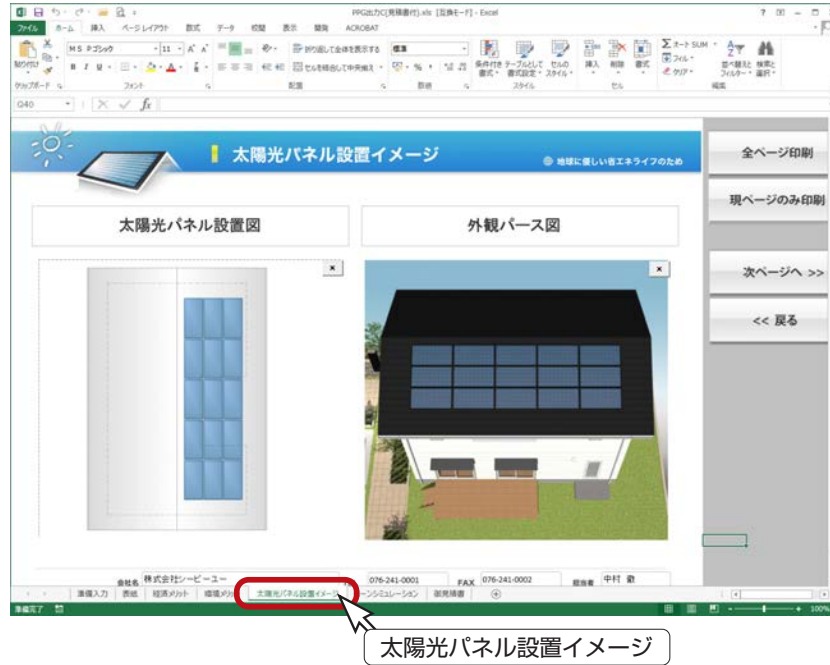 PPG出力C(見積書付).xls [互換モード] - Excel
ファイル ホーム 挿入 ページ レイアウト 数式 データ 校閲 表示 開発 ACROBAT
MS Pゴシック 11 折り返して全体を表示する 標準 オート SUM
貼り付け B I U セルを結合して中央揃え % 条件付き書式 テーブルとして書式設定 セルのスタイル 挿入 削除 書式 フィル クリア 並べ替えとフィルター 検索と選択
クリップボード フォント 配置 数値 スタイル セル 編集
Q40 fx
太陽光パネル設置イメージ
地球に優しい省エネライフのため
全ページ印刷
現ページのみ印刷
次ページへ >>
<< 戻る
太陽光パネル設置図 外観パース図
会社名 株式会社シービーユー 076-241-0001 FAX 076-241-0002 担当者 中村
準備入力 表紙 経済メリット 環境メリ 太陽光パネル設置イメージ ーンシミュレーション 御見積書
準備完了 100%
太陽光パネル設置イメージ